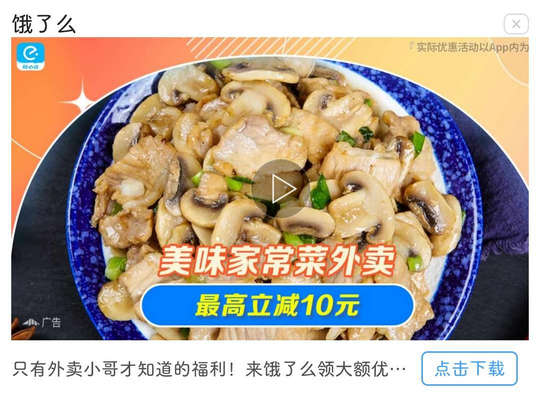 饿了么
『 实际优惠活动以App内为
美味家常菜外卖
最高立减10元
广告
只有外卖小哥才知道的福利！来饿了么领大额优…
点击下载